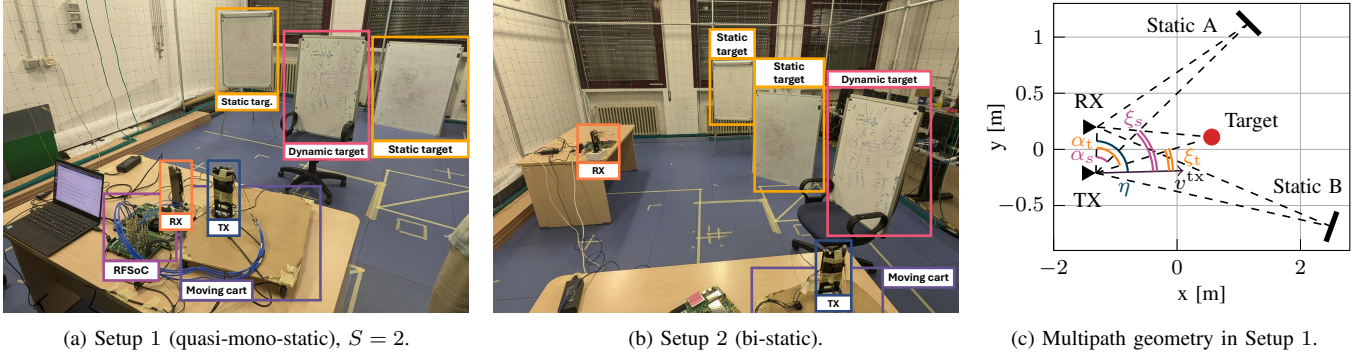 Static targ.
Dynamic target
Static target
RX
TX
RFSoC
Moving cart
(a) Setup 1 (quasi-mono-static), S = 2.
Static
target
Static
target
Dynamic target
RX
Moving cart
TX
(b) Setup 2 (bi-static).
Static A
1
RX
0.5
Target
ξs
y [m]
αt
0
αs
ξt
TX
η
υtx
Static B
−0.5
−2
0
2
x [m]
(c) Multipath geometry in Setup 1.